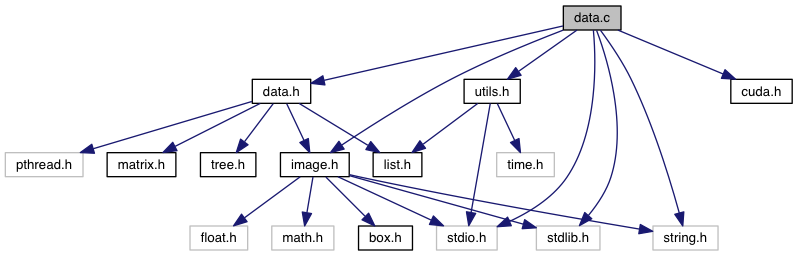 data.c
data.h
utils.h
cuda.h
pthread.h
matrix.h
tree.h
image.h
list.h
time.h
float.h
math.h
box.h
stdio.h
stdlib.h
string.h